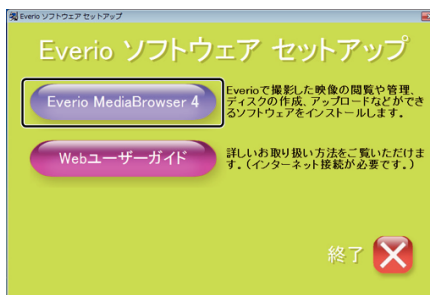 Everio ソフトウェア セットアップ
Everio ソフトウェア セットアップ
Everio MediaBrowser 4
Everioで撮影した映像の閲覧や管理、
ディスクの作成、アップロードなどができ
るソフトウェアをインストールします。
Webユーザーガイド
詳しいお取り扱い方法をご覧いただけま
す。（インターネット接続が必要です。）
終了